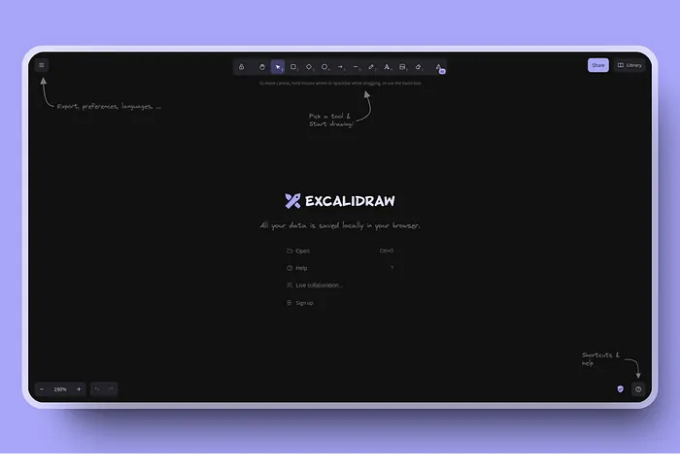 Share
Library
To move canvas, hold mouse wheel or spacebar while dragging, or use the hand tool
Export, preferences, languages, ...
Pick a tool &
Start drawing!
EXCALIDRAW
All your data is saved locally in your browser.
Open
Ctrl+O
Help
?
Live collaboration...
Sign up
Shortcuts &
help